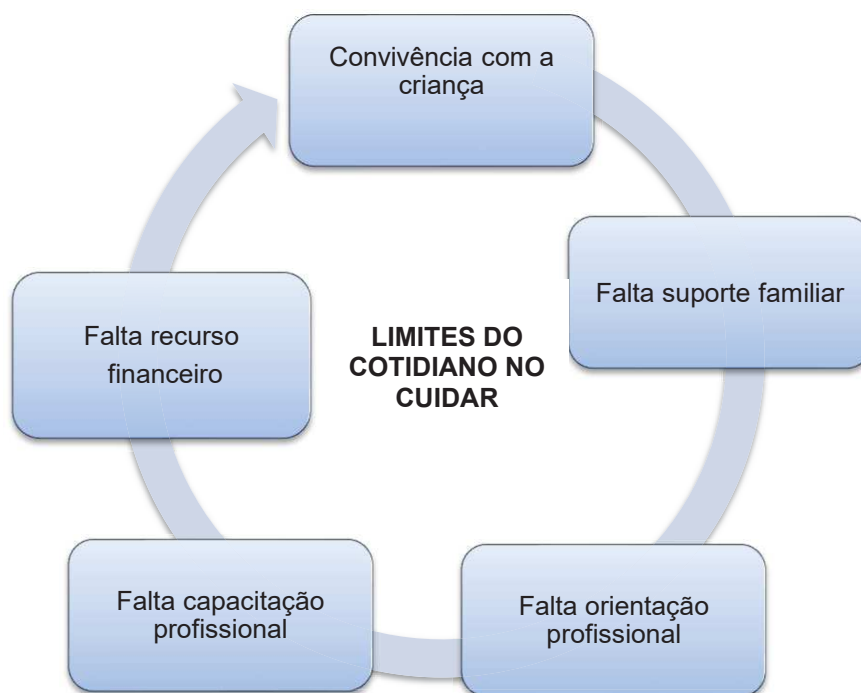 Convivência com a
criança
Falta suporte familiar
Falta recurso
financeiro
LIMITES DO
COTIDIANO NO
CUIDAR
Falta capacitação
profissional
Falta orientação
profissional